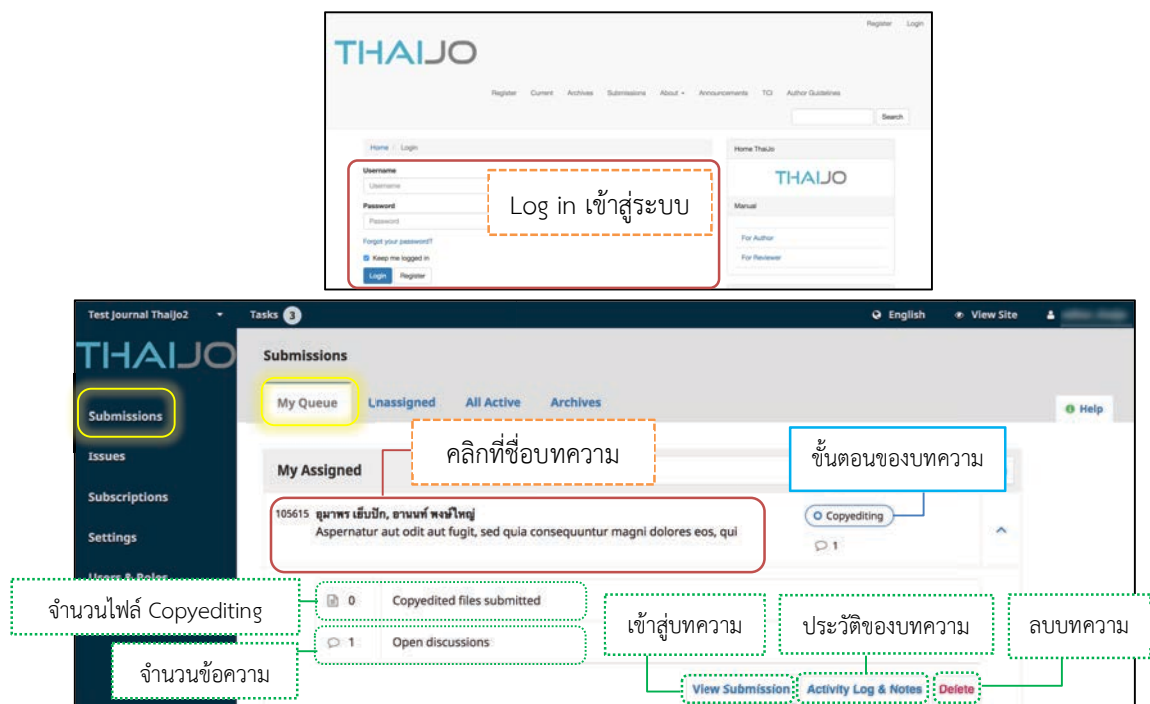 Register Login
THAIJO
Register Current Archives Submissions About Announcements TCI Author Guidelines
Search
Home / Login
Home ThaiJo
Username
Username
THAIJO
Log in เข้าสู่ระบบ
Password
Password
Manual
Forgot your password?
For Author
Keep me logged in
For Reviewer
Login Register
Test Journal ThaiJo2 Tasks 3 English View Site
THAIJO
Submissions
My Queue Unassigned All Active Archives
Submissions
Help
Issues
คลิกที่ชื่อบทความ
ขั้นตอนของบทความ
My Assigned
Subscriptions
105615 อุมาพร เย็บปัก, อานนท์ พงษ์ใหญ่
Copyediting
Aspernatur aut odit aut fugit, sed quia consequuntur magni dolores eos, qui
Settings
1
Users & Roles
จำนวนไฟล์ Copyediting
0 Copyedited files submitted
เข้าสู่บทความ
ประวัติของบทความ
ลบบทความ
1 Open discussions
จำนวนข้อความ
View Submission Activity Log & Notes Delete